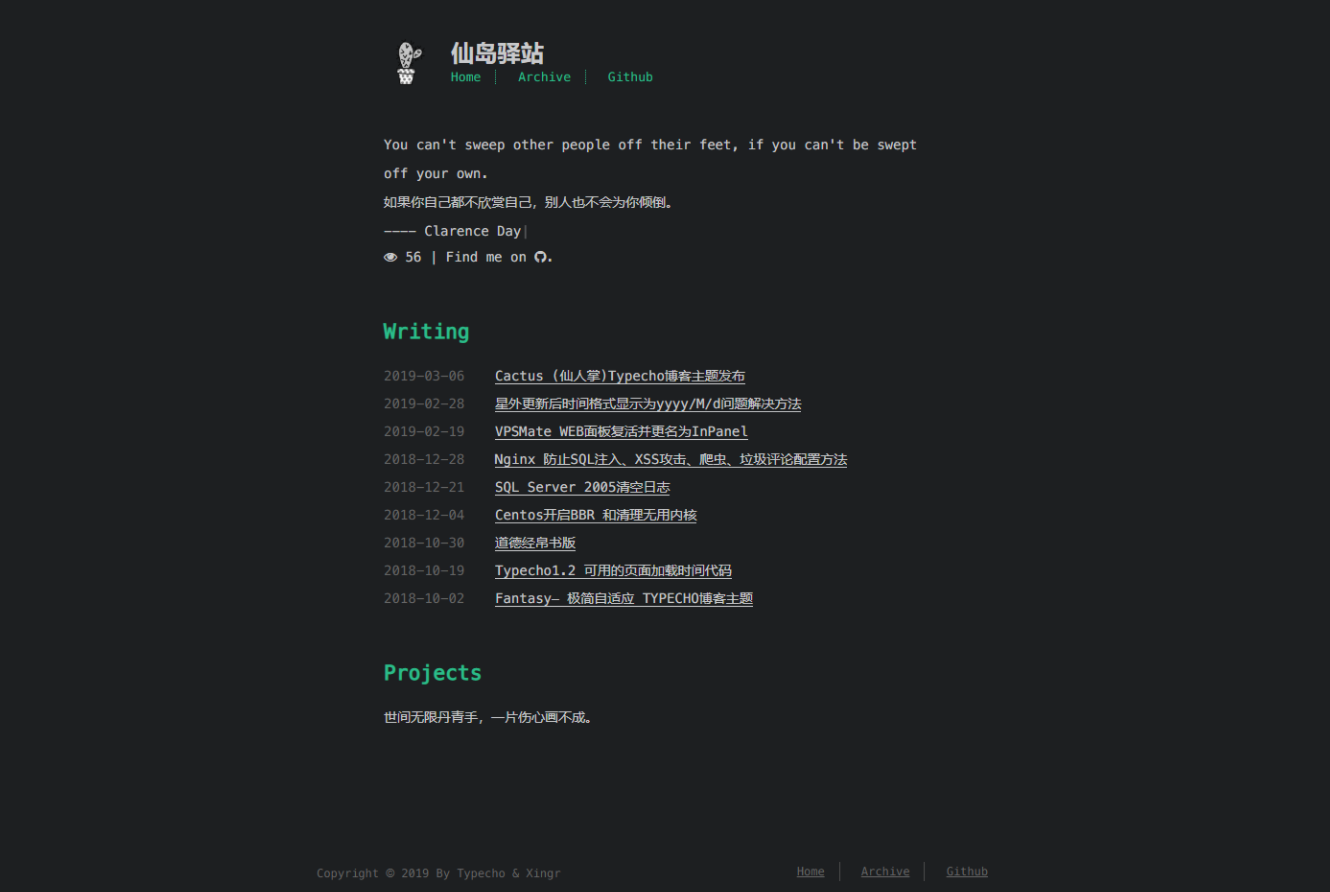 仙岛驿站
Home | Archive | Github
You can't sweep other people off their feet, if you can't be swept
off your own.
如果你自己都不欣赏自己，别人也不会为你倾倒。
---- Clarence Day|
56 | Find me on .
Writing
2019-03-06 Cactus (仙人掌)Typecho博客主题发布
2019-02-28 星外更新后时间格式显示为yyyy/M/d问题解决方法
2019-02-19 VPSMate WEB面板复活并更名为InPanel
2018-12-28 Nginx 防止SQL注入、XSS攻击、爬虫、垃圾评论配置方法
2018-12-21 SQL Server 2005清空日志
2018-12-04 Centos开启BBR 和清理无用内核
2018-10-30 道德经帛书版
2018-10-19 Typecho1.2 可用的页面加载时间代码
2018-10-02 Fantasy— 极简自适应 TYPECHO博客主题
Projects
世间无限丹青手，一片伤心画不成。
Copyright © 2019 By Typecho & Xingr Home | Archive | Github